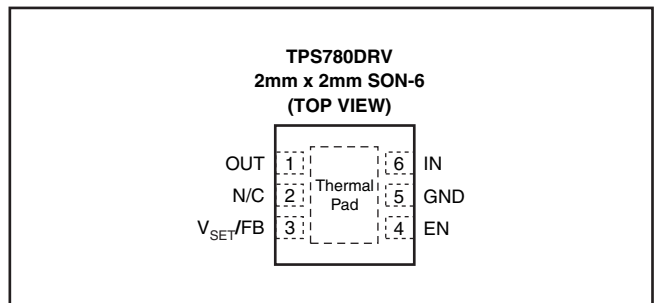 TPS780DRV
2mm x 2mm SON-6
(TOP VIEW)
OUT 1 6 IN
N/C 2 Thermal Pad 5 GND
VSET/FB 3 4 EN